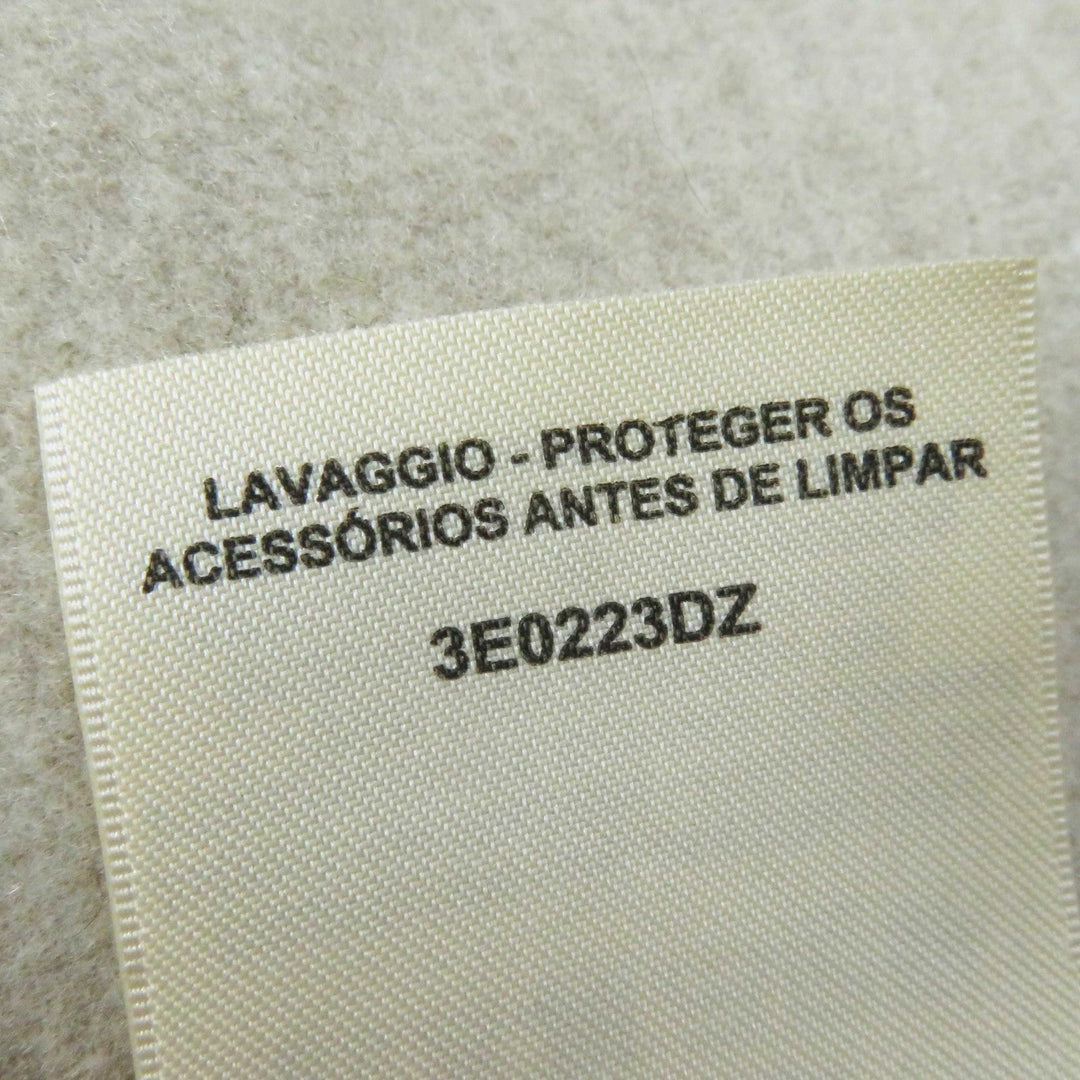 LAVAGGIO - PROTEGER OS
ACESSÓRIOS ANTES DE LIMPAR
3E0223DZ